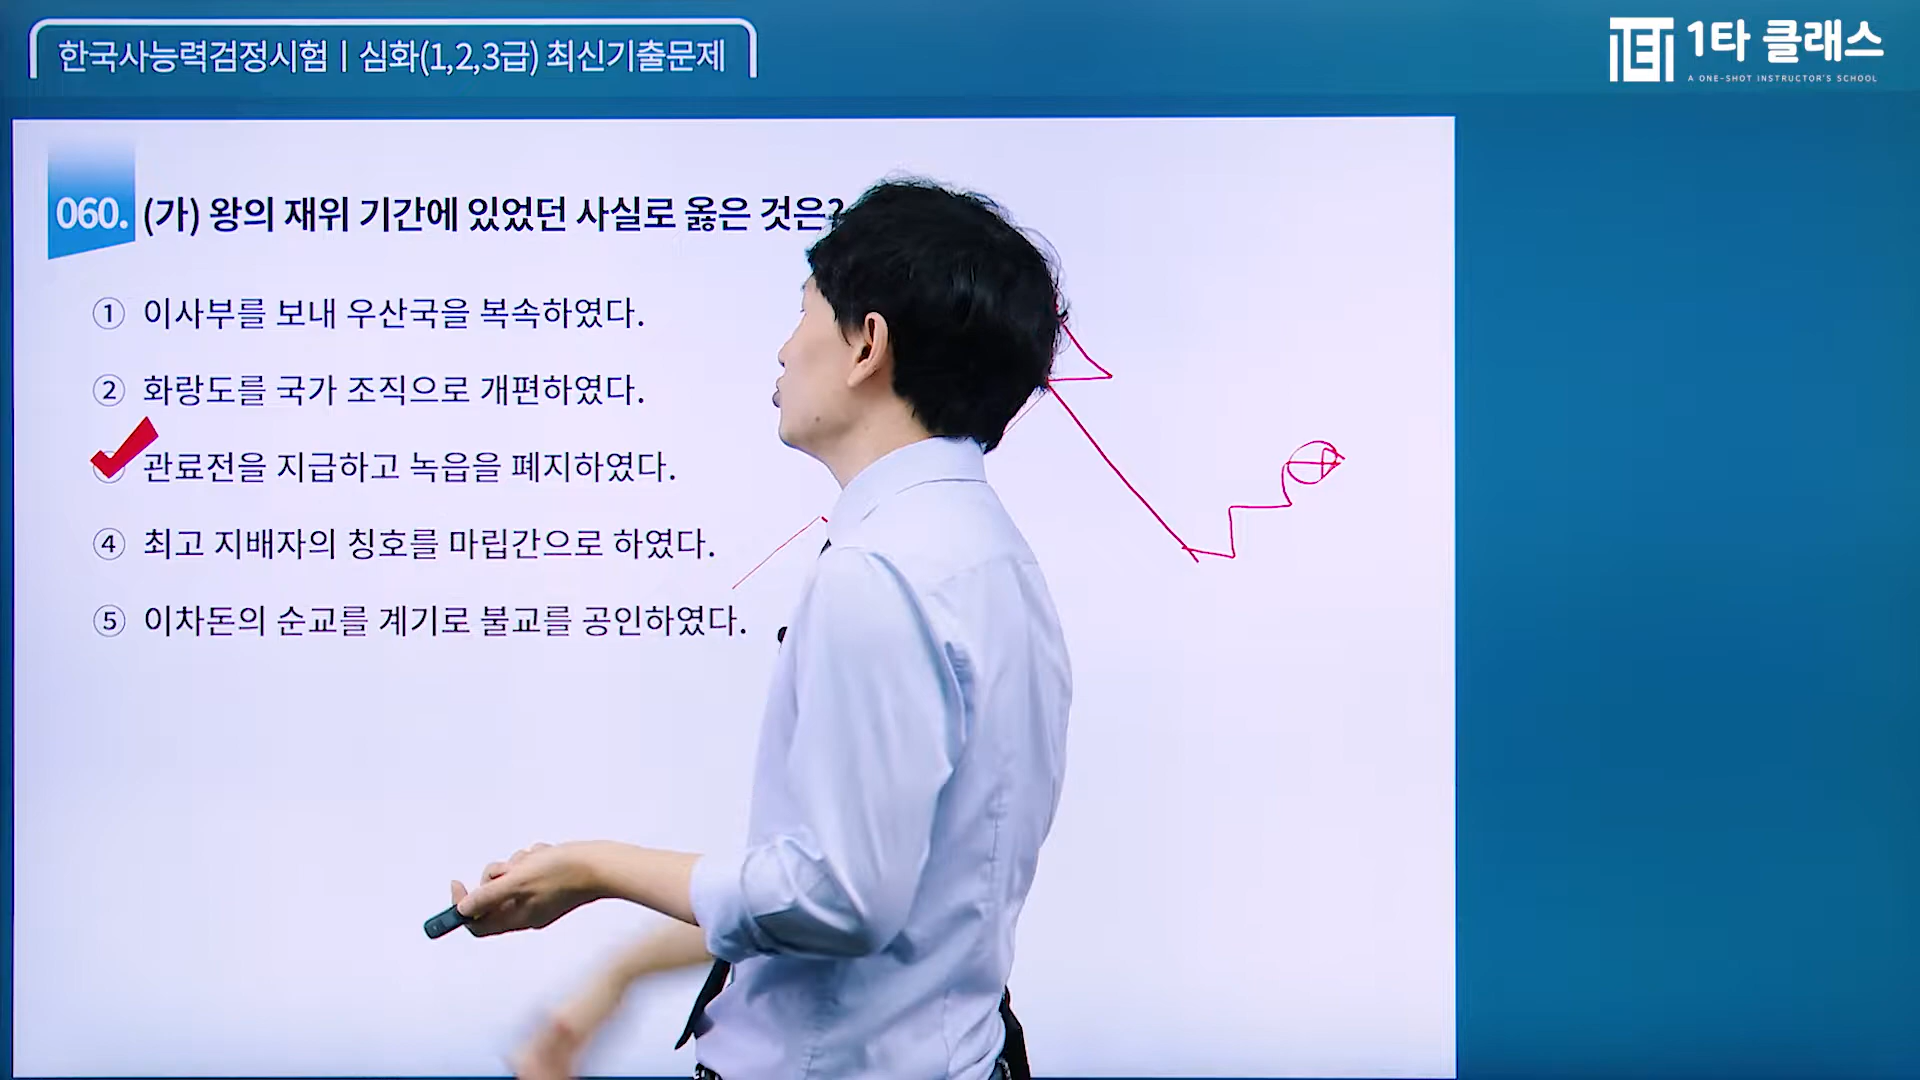 한국사능력검정시험 | 심화(1,2,3급) 최신기출문제
1타 클래스
A ONE-SHOT INSTRUCTOR'S SCHOOL
060. (가) 왕의 재위 기간에 있었던 사실로 옳은 것은?
① 이사부를 보내 우산국을 복속하였다.
② 화랑도를 국가 조직으로 개편하였다.
관료전을 지급하고 녹읍을 폐지하였다.
④ 최고 지배자의 칭호를 마립간으로 하였다.
⑤ 이차돈의 순교를 계기로 불교를 공인하였다.